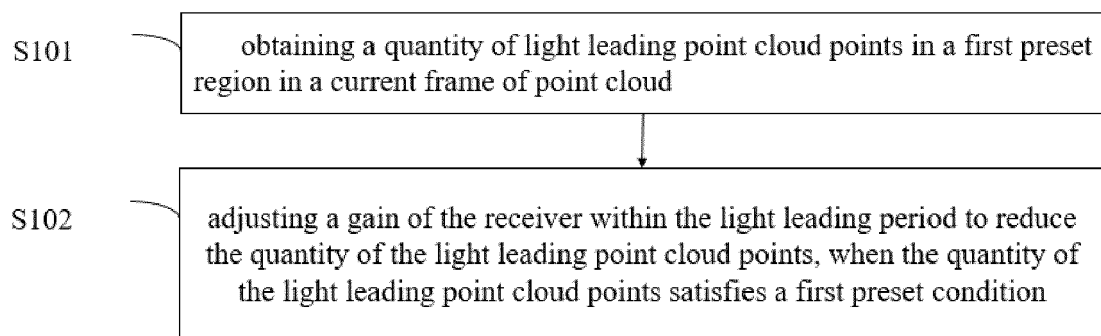 S101
obtaining a quantity of light leading point cloud points in a first preset
region in a current frame of point cloud
S102
adjusting a gain of the receiver within the light leading period to reduce
the quantity of the light leading point cloud points, when the quantity of
the light leading point cloud points satisfies a first preset condition